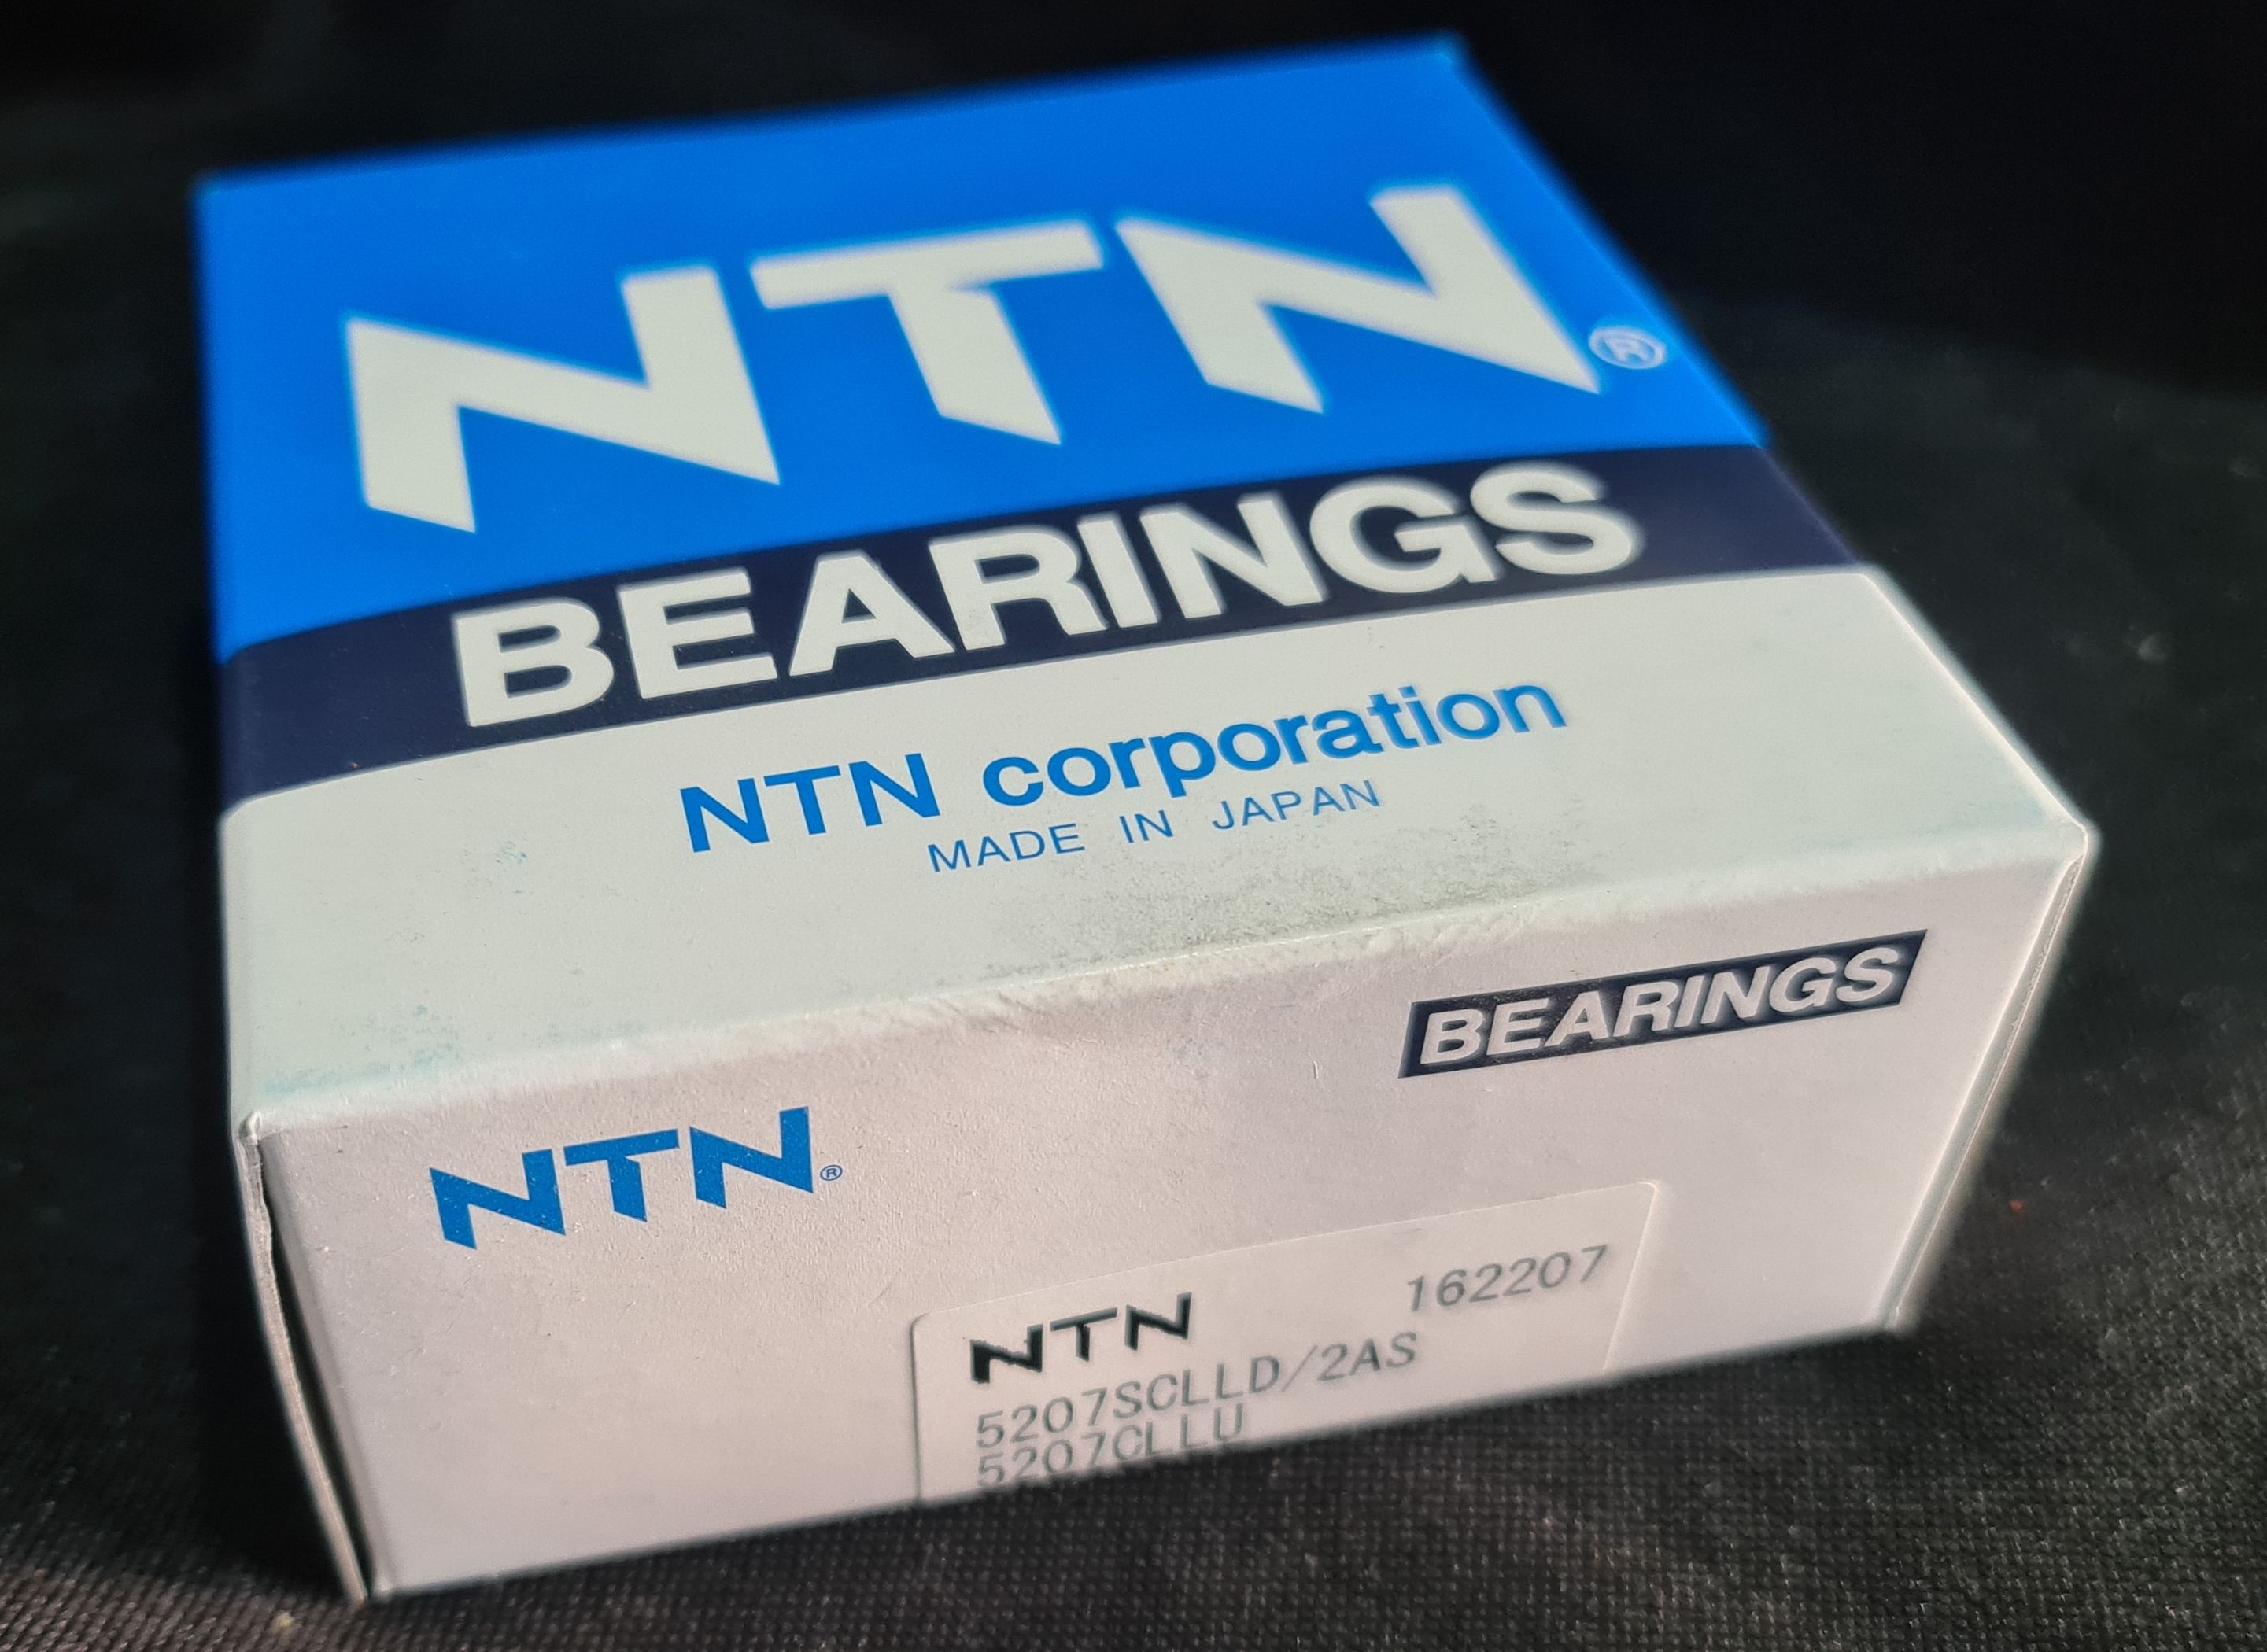 NTN®
BEARINGS
NTN corporation
MADE IN JAPAN
NTN®
BEARINGS
NTN 162207
5207SCLLD/2AS
5207CLLU